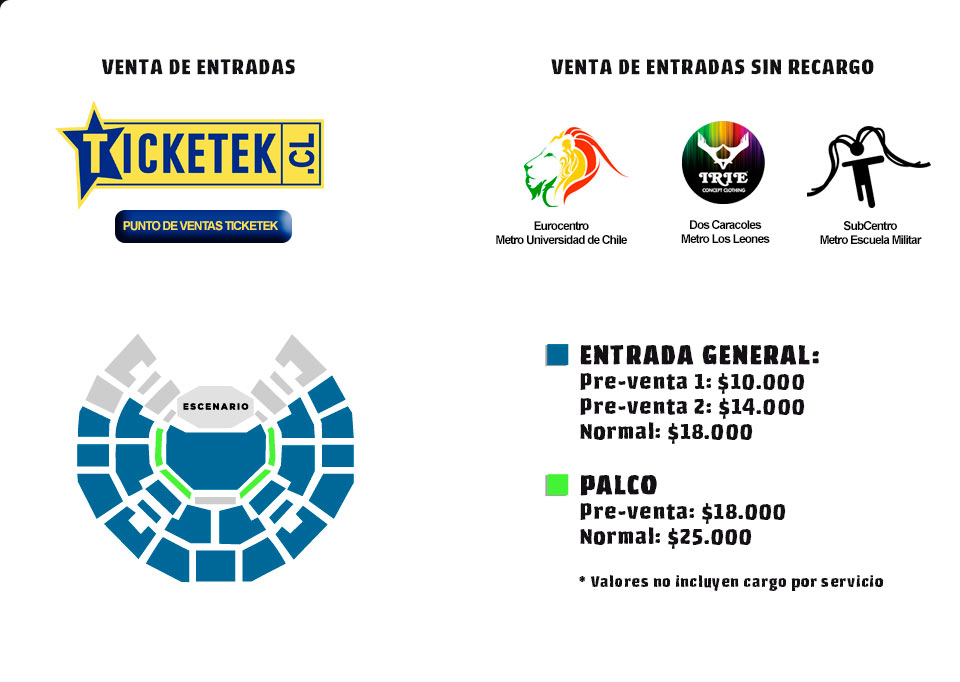 VENTA DE ENTRADAS
TICKETEK.CL
PUNTO DE VENTAS TICKETEK
VENTA DE ENTRADAS SIN RECARGO
Eurocentro
Metro Universidad de Chile
IRIE
CONCEPT CLOTHING
Dos Caracoles
Metro Los Leones
SubCentro
Metro Escuela Militar
ESCENARIO
ENTRADA GENERAL:
Pre-venta 1: $10.000
Pre-venta 2: $14.000
Normal: $18.000
PALCO
Pre-venta: $18.000
Normal: $25.000
* Valores no incluyen cargo por servicio